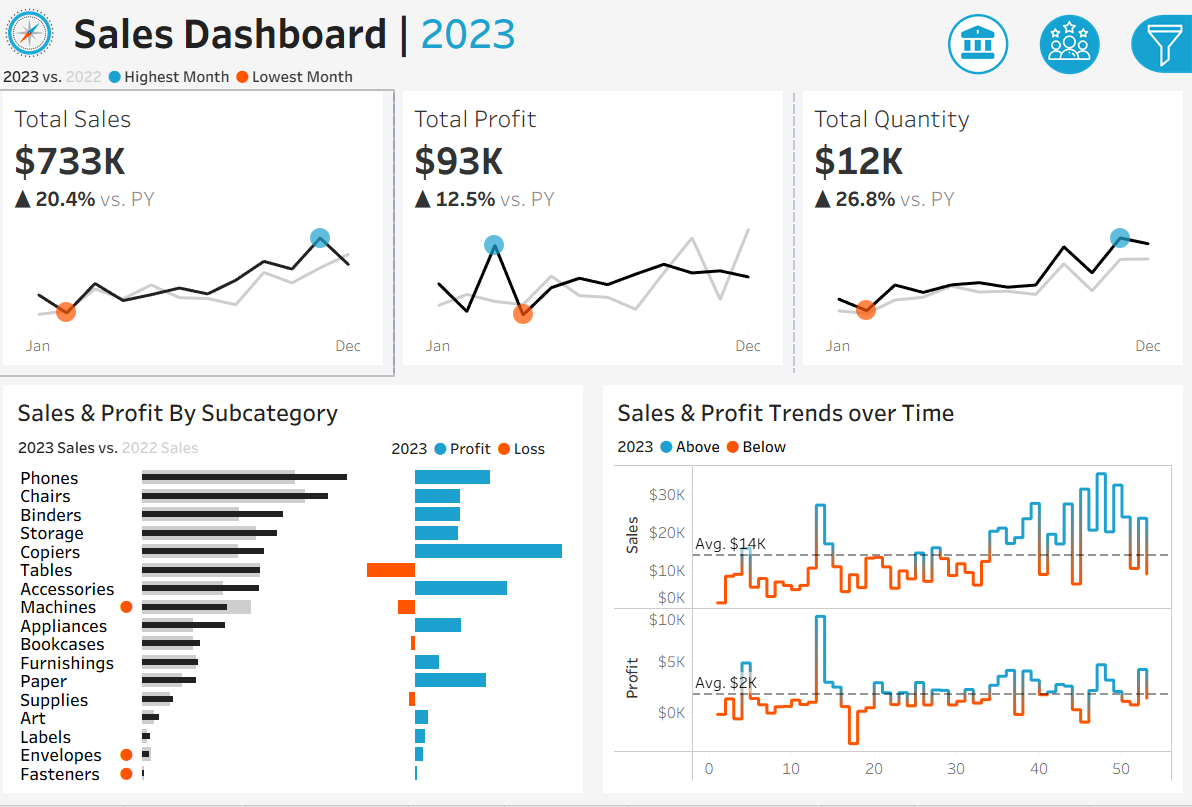 Sales Dashboard | 2023
2023 vs. 2022 Highest Month Lowest Month
Total Sales
$733K
▲ 20.4% vs. PY
Jan Dec
Total Profit
$93K
▲ 12.5% vs. PY
Jan Dec
Total Quantity
$12K
▲ 26.8% vs. PY
Jan Dec
Sales & Profit By Subcategory
2023 Sales vs. 2022 Sales
2023 Profit Loss
Phones
Chairs
Binders
Storage
Copiers
Tables
Accessories
Machines
Appliances
Bookcases
Furnishings
Paper
Supplies
Art
Labels
Envelopes
Fasteners
Sales & Profit Trends over Time
2023 Above Below
Sales
$30K
$20K
Avg. $14K
$10K
$0K
Profit
$10K
$5K
Avg. $2K
$0K
0 10 20 30 40 50